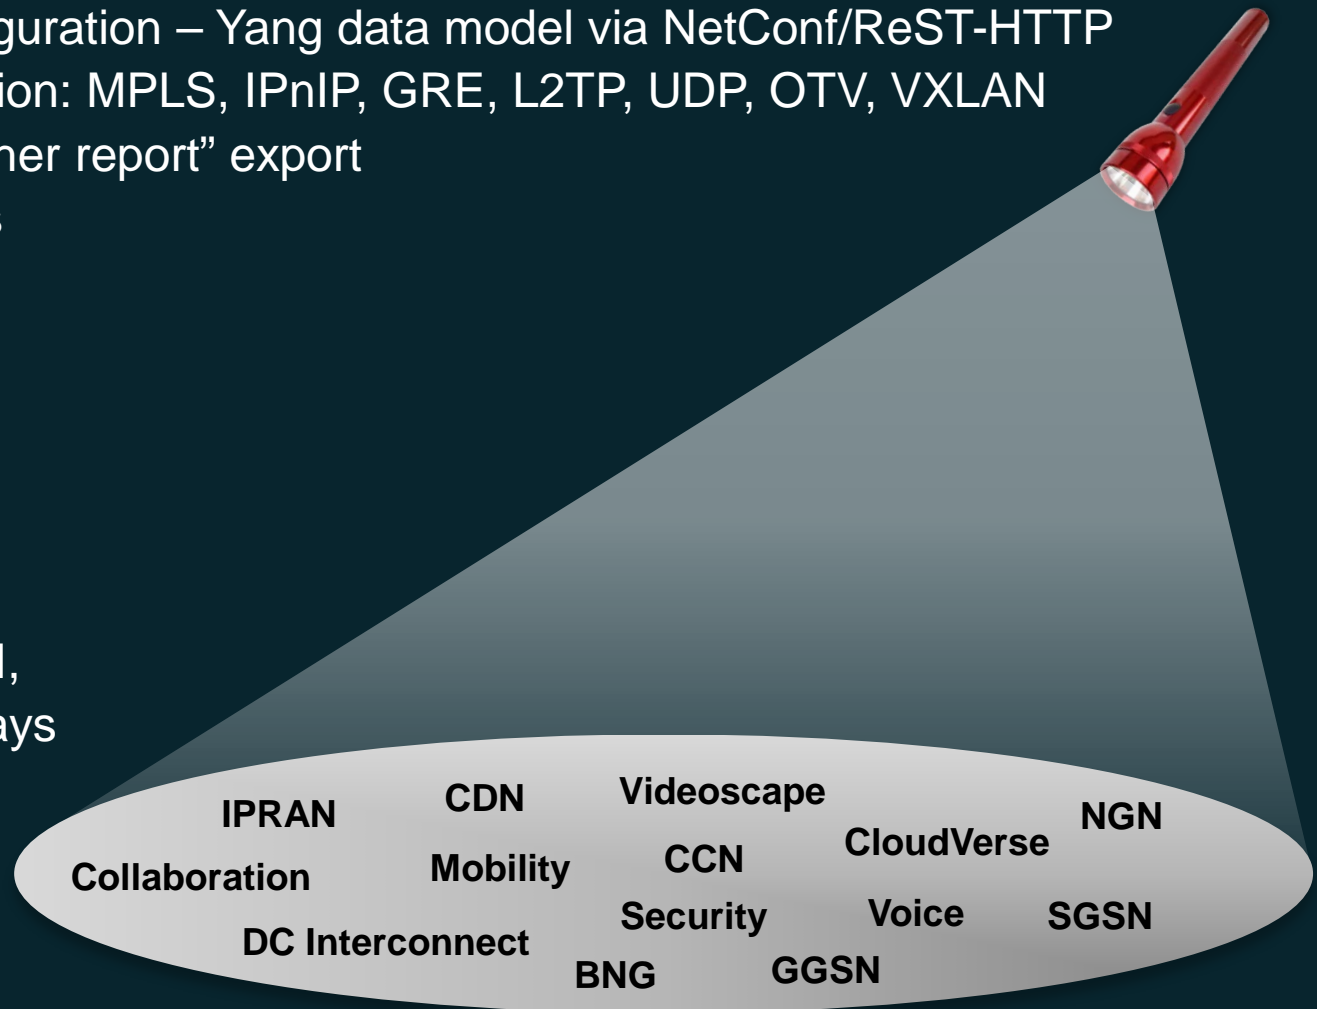 guration – Yang data model via NetConf/ReST-HTTP
ion: MPLS, IPnIP, GRE, L2TP, UDP, OTV, VXLAN
her report” export
s
l,
ays
IPRAN CDN Videoscape NGN
Collaboration Mobility CCN CloudVerse
DC Interconnect Security Voice SGSN
BNG GGSN